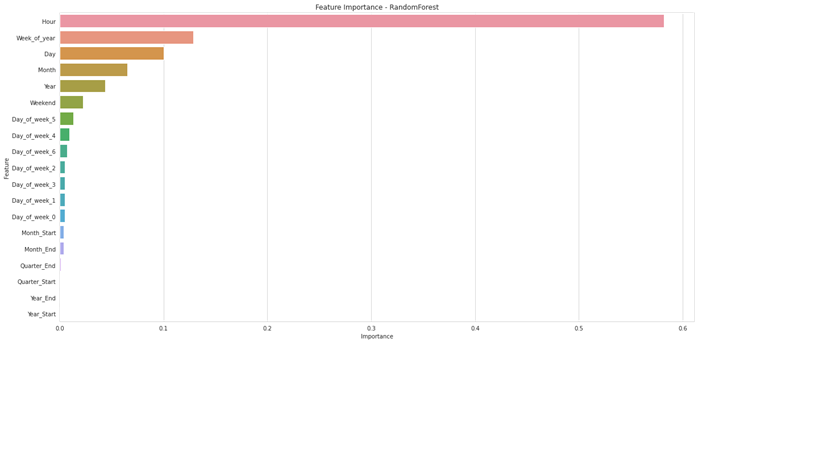 Feature Importance - RandomForest
Hour
Week_of_year
Day
Month
Year
Weekend
Day_of_week_5
Day_of_week_4
Day_of_week_6
Day_of_week_2
Day_of_week_3
Day_of_week_1
Day_of_week_0
Month_Start
Month_End
Quarter_End
Quarter_Start
Year_End
Year_Start
Feature
0.0 0.1 0.2 0.3 0.4 0.5 0.6
Importance